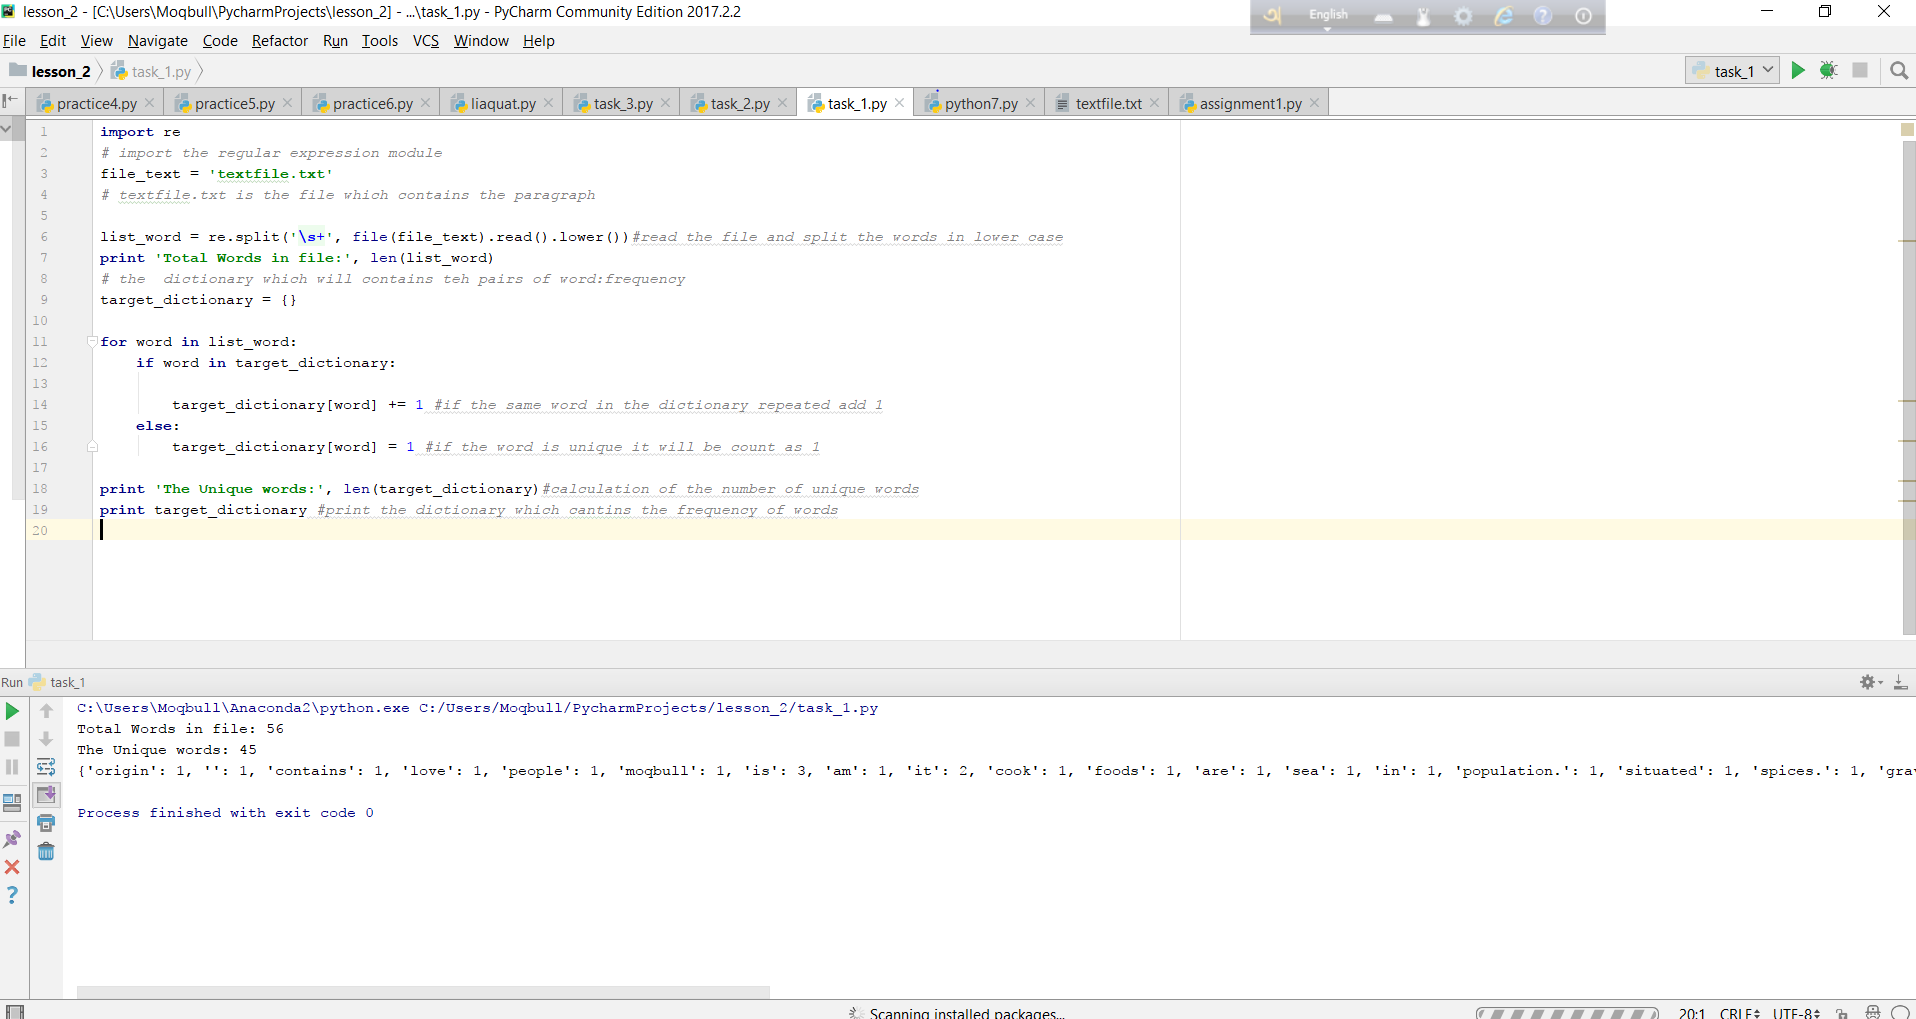 lesson_2 - [C:\Users\Moqbull\PycharmProjects\lesson_2] - ...\task_1.py - PyCharm Community Edition 2017.2.2
English
File Edit View Navigate Code Refactor Run Tools VCS Window Help
lesson_2 task_1.py task_1
practice4.py practice5.py practice6.py liaquat.py task_3.py task_2.py task_1.py python7.py textfile.txt assignment1.py
1 import re
2 # import the regular expression module
3 file_text = 'textfile.txt'
4 # textfile.txt is the file which contains the paragraph
5
6 list_word = re.split('\s+', file(file_text).read().lower())#read the file and split the words in lower case
7 print 'Total Words in file:', len(list_word)
8 # the  dictionary which will contains teh pairs of word:frequency
9 target_dictionary = {}
10
11 for word in list_word:
12     if word in target_dictionary:
13
14         target_dictionary[word] += 1 #if the same word in the dictionary repeated add 1
15     else:
16         target_dictionary[word] = 1 #if the word is unique it will be count as 1
17
18 print 'The Unique words:', len(target_dictionary)#calculation of the number of unique words
19 print target_dictionary #print the dictionary which cantins the frequency of words
20
Run task_1
C:\Users\Moqbull\Anaconda2\python.exe C:/Users/Moqbull/PycharmProjects/lesson_2/task_1.py
Total Words in file: 56
The Unique words: 45
{'origin': 1, '': 1, 'contains': 1, 'love': 1, 'people': 1, 'moqbull': 1, 'is': 3, 'am': 1, 'it': 2, 'cook': 1, 'foods': 1, 'are': 1, 'sea': 1, 'in': 1, 'population.': 1, 'situated': 1, 'spices.': 1, 'gra
Process finished with exit code 0
Scanning installed packages... 20:1 CRLF UTF-8